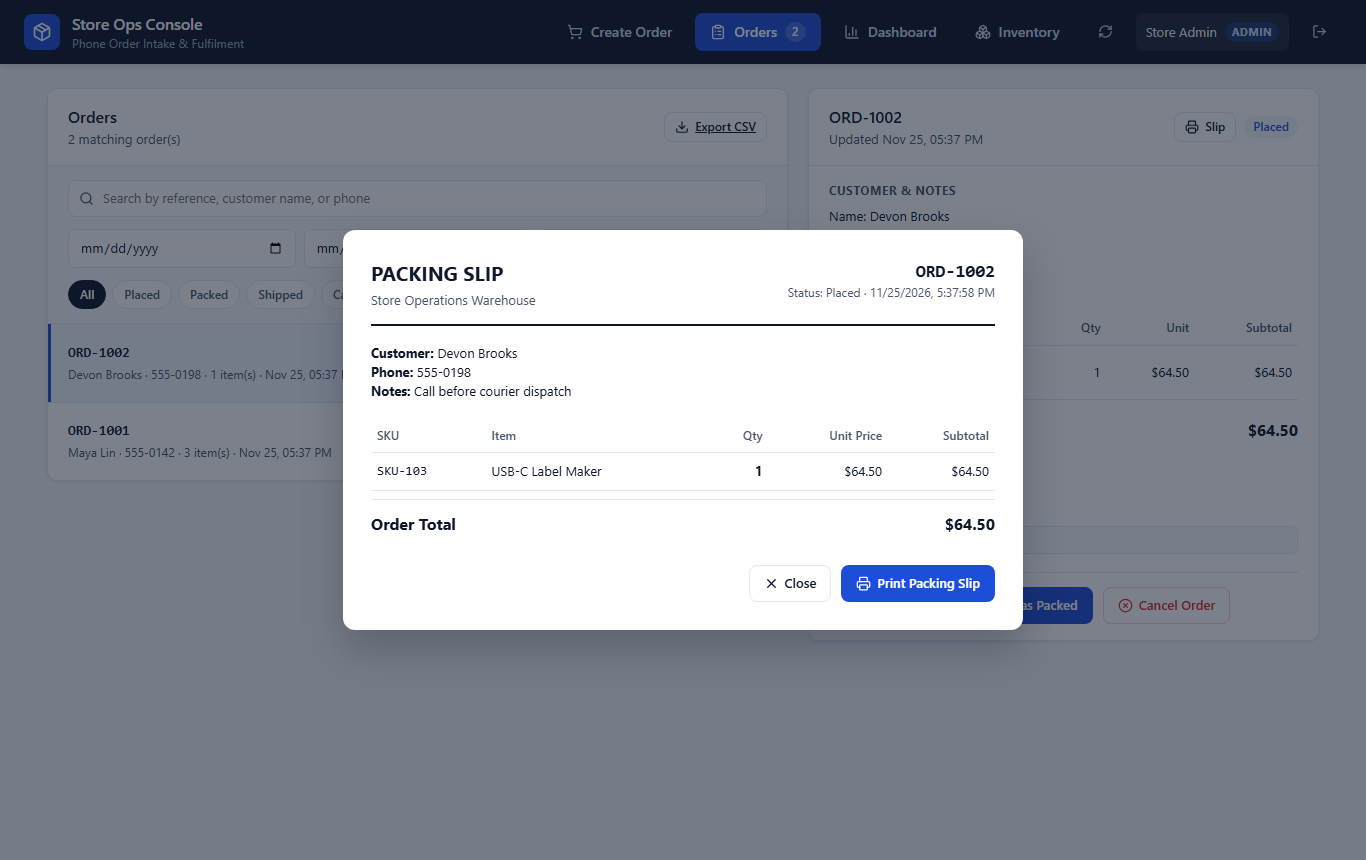 Store Ops Console
Phone Order Intake & Fulfilment
Create Order
Orders 2
Dashboard
Inventory
Store Admin ADMIN
Orders
2 matching order(s)
Export CSV
Search by reference, customer name, or phone
mm/dd/yyyy
mm/
All
Placed
Packed
Shipped
ORD-1002
Devon Brooks · 555-0198 · 1 item(s) · Nov 25, 05:37
ORD-1001
Maya Lin · 555-0142 · 3 item(s) · Nov 25, 05:37 PM
ORD-1002
Updated Nov 25, 05:37 PM
Slip
Placed
CUSTOMER & NOTES
Name: Devon Brooks
Qty Unit Subtotal
1 $64.50 $64.50
$64.50
as Packed
Cancel Order
PACKING SLIP
Store Operations Warehouse
ORD-1002
Status: Placed · 11/25/2026, 5:37:58 PM
Customer: Devon Brooks
Phone: 555-0198
Notes: Call before courier dispatch
SKU Item Qty Unit Price Subtotal
SKU-103 USB-C Label Maker 1 $64.50 $64.50
Order Total $64.50
Close
Print Packing Slip